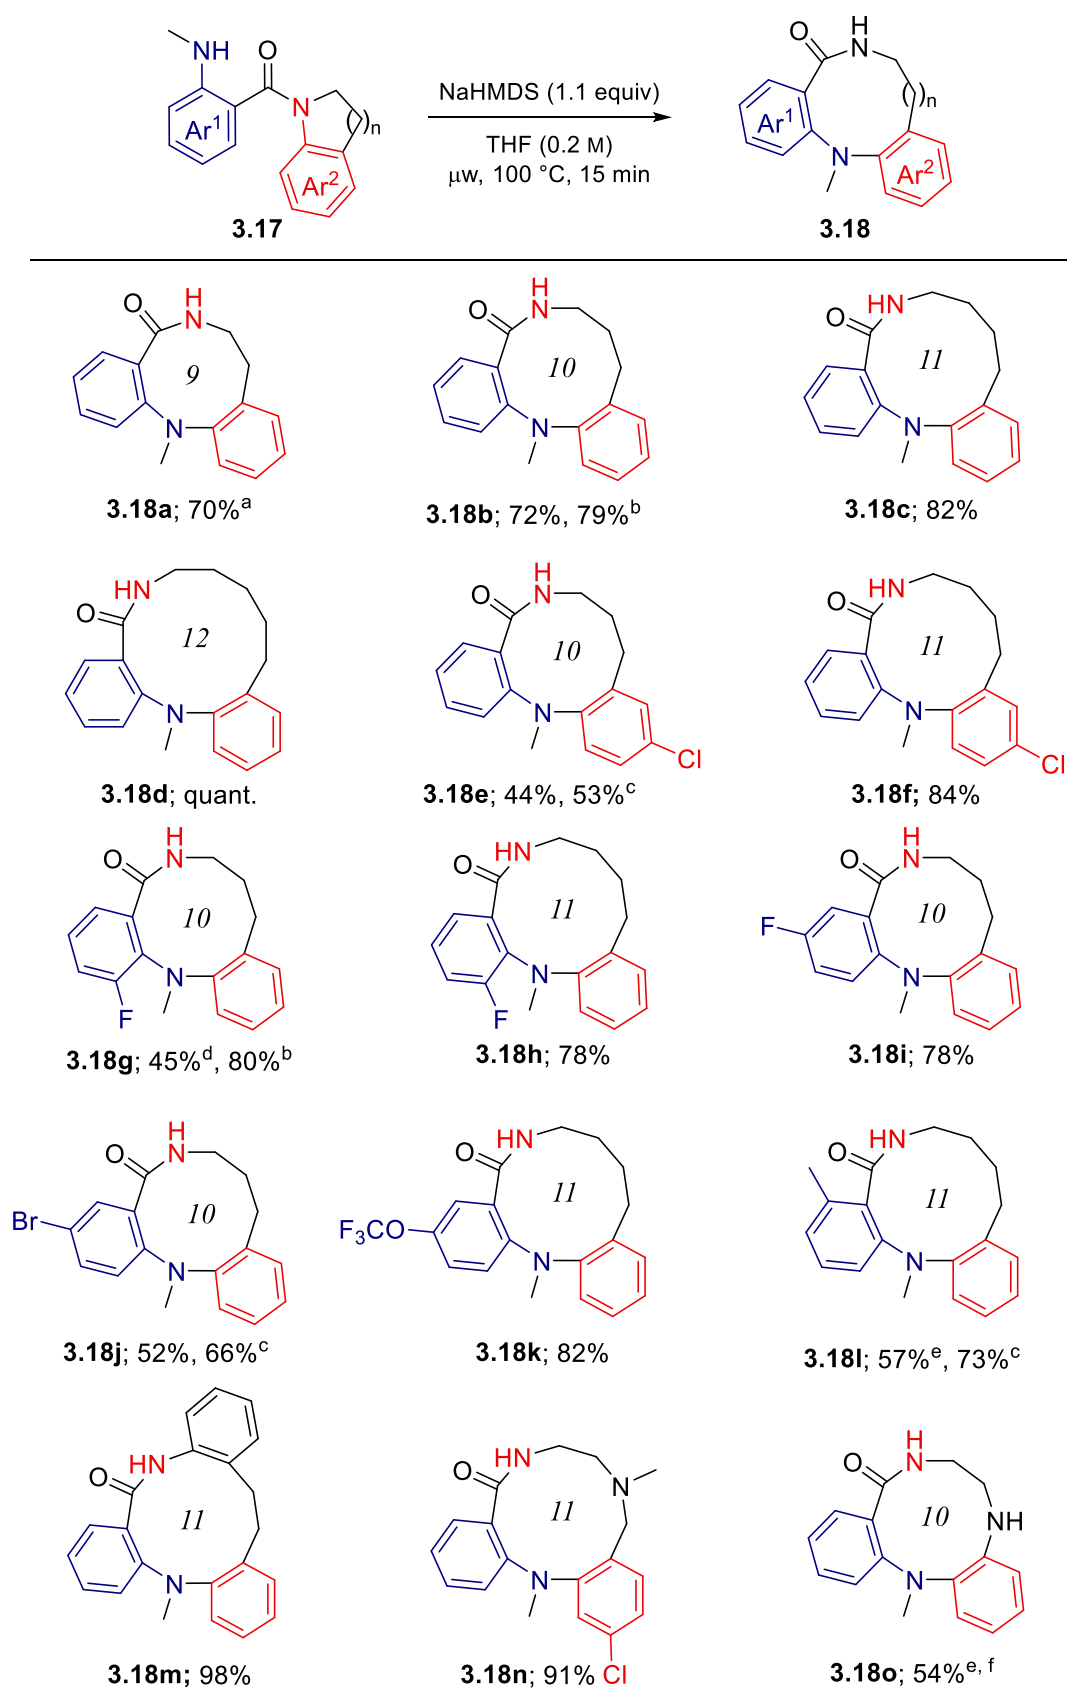 NH O N Ar¹ Ar² n
NaHMDS (1.1 equiv)
THF (0.2 M)
μw, 100 °C, 15 min
O H N n Ar¹ N Ar²
3.17 3.18
O H N 9 N
O H N 10 N
O HN 11 N
3.18a; 70%ᵃ 3.18b; 72%, 79%ᵇ 3.18c; 82%
HN O 12 N
O H N 10 N Cl
O HN 11 N Cl
3.18d; quant. 3.18e; 44%, 53%ᶜ 3.18f; 84%
O H N 10 N F
O HN 11 N F
O H N 10 F N
3.18g; 45%ᵈ, 80%ᵇ 3.18h; 78% 3.18i; 78%
O H N 10 Br N
O HN 11 F₃CO N
O HN 11 N
3.18j; 52%, 66%ᶜ 3.18k; 82% 3.18l; 57%ᵉ, 73%ᶜ
HN O 11 N
O HN N 11 N Cl
O H N 10 NH N
3.18m; 98% 3.18n; 91% 3.18o; 54%ᵉ, ᶠ